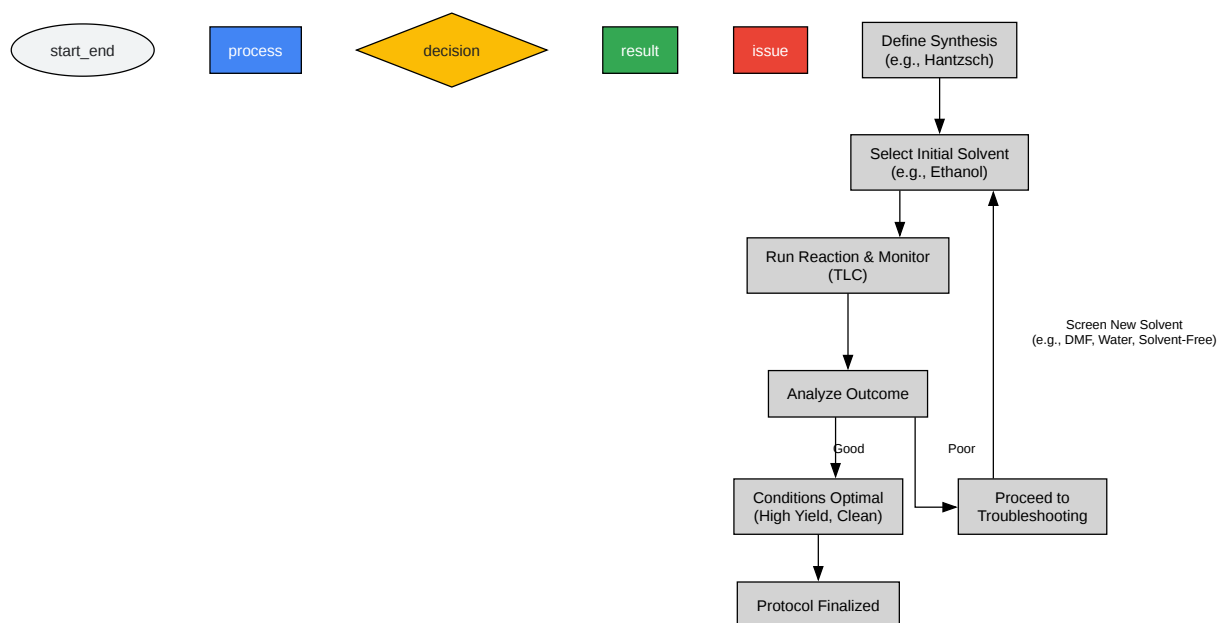 start_end
process
decision
result
issue
Define Synthesis
(e.g., Hantzsch)
Select Initial Solvent
(e.g., Ethanol)
Run Reaction & Monitor
(TLC)
Screen New Solvent
(e.g., DMF, Water, Solvent-Free)
Analyze Outcome
Good
Poor
Conditions Optimal
(High Yield, Clean)
Proceed to
Troubleshooting
Protocol Finalized